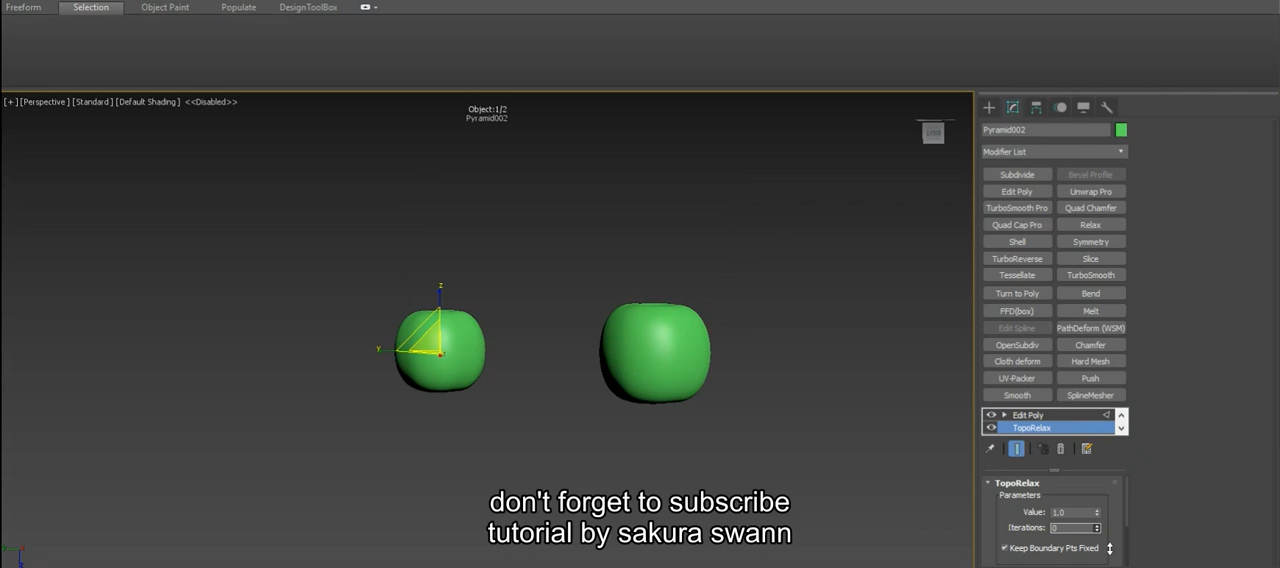 Freeform Selection Object Paint Populate DesignToolBox
[+] [Perspective ] [Standard ] [Default Shading ] <<Disabled>>
Object:1/2
Pyramid002
Pyramid002
Modifier List
Subdivide Bevel Profile
Edit Poly Unwrap Pro
TurboSmooth Pro Quad Chamfer
Quad Cap Pro Relax
Shell Symmetry
TurboReverse Slice
Tessellate TurboSmooth
Turn to Poly Bend
FFD(box) Melt
Edit Spline PathDeform (WSM)
OpenSubdiv Chamfer
Cloth deform Hard Mesh
UV-Packer Push
Smooth SplineMesher
Edit Poly
TopoRelax
TopoRelax
Parameters
Value: 1.0
Iterations: 0
Keep Boundary Pts Fixed
z
y
don't forget to subscribe
tutorial by sakura swann